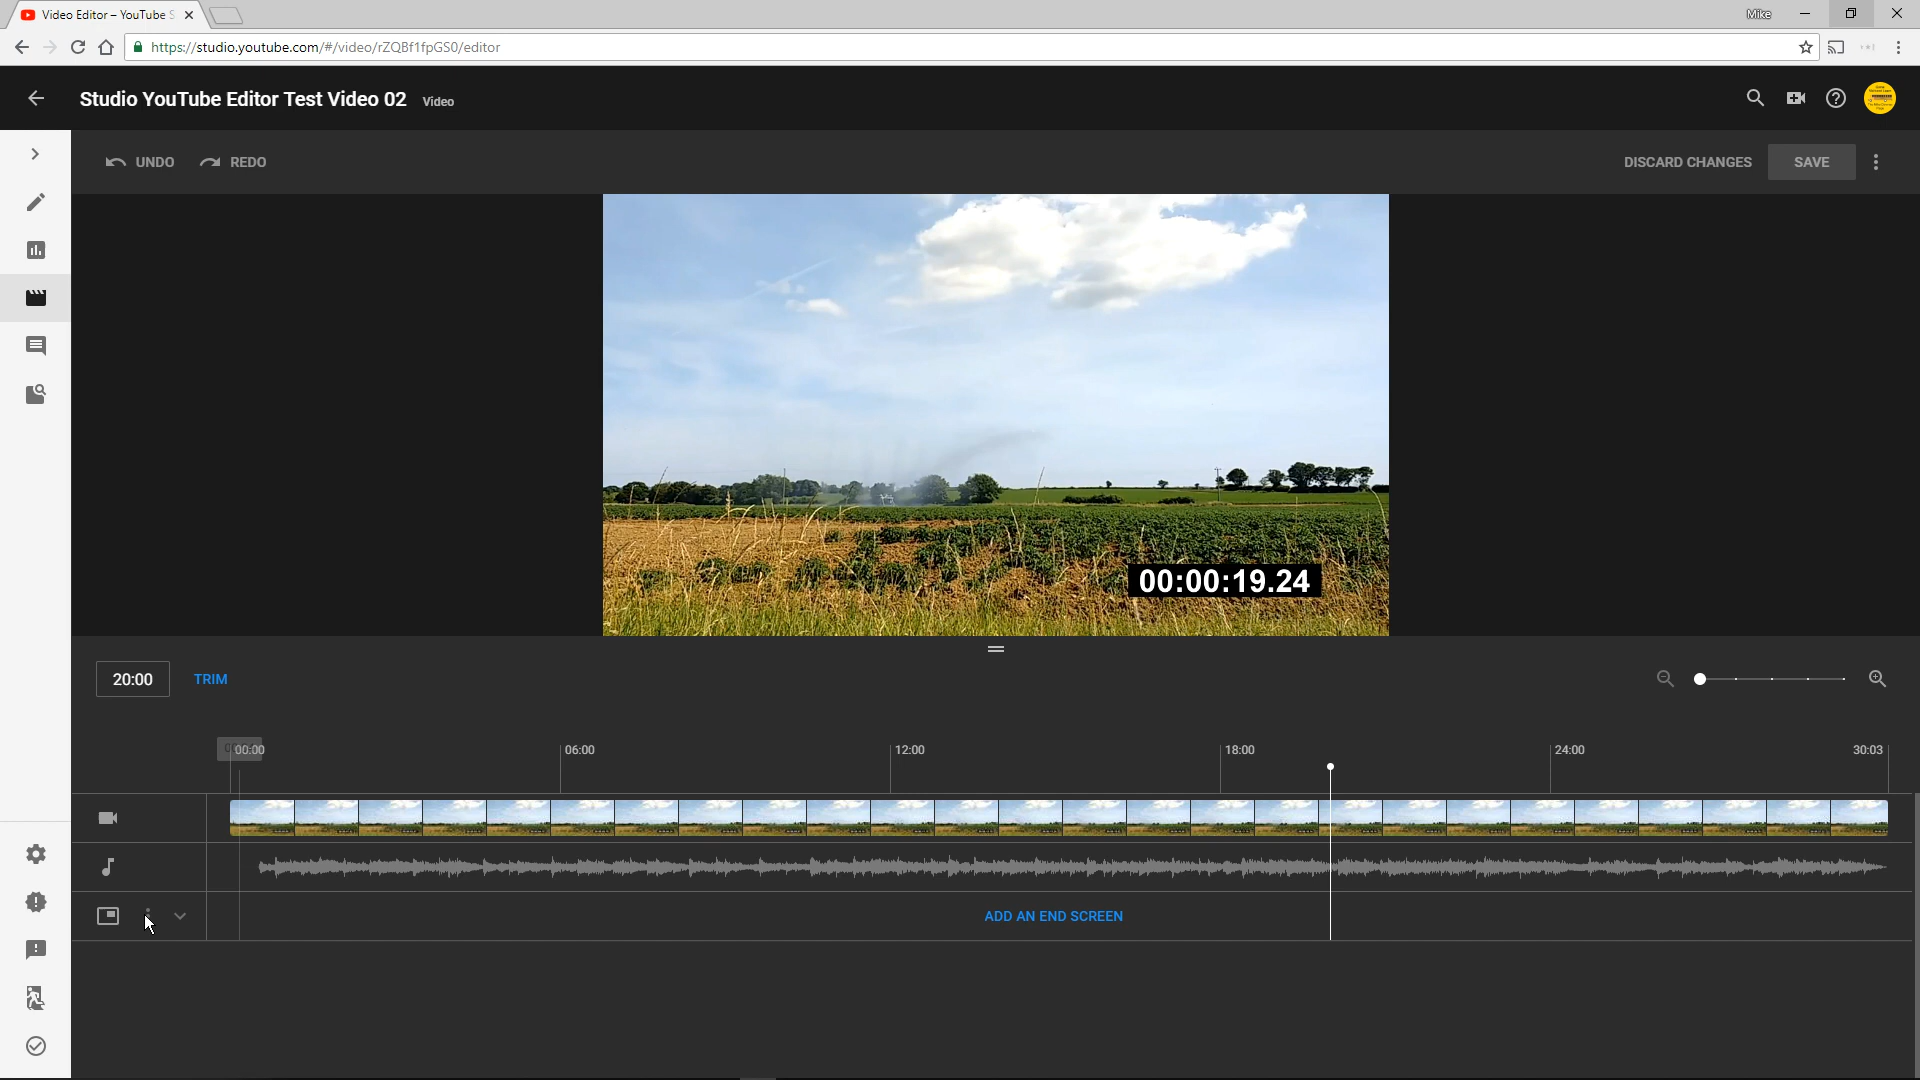 Video Editor – YouTube S
Mike
https://studio.youtube.com/#/video/rZQBf1fpGS0/editor
Studio YouTube Editor Test Video 02 Video
UNDO REDO DISCARD CHANGES SAVE
00:00:19.24
20:00 TRIM
00:00 06:00 12:00 18:00 24:00 30:03
ADD AN END SCREEN